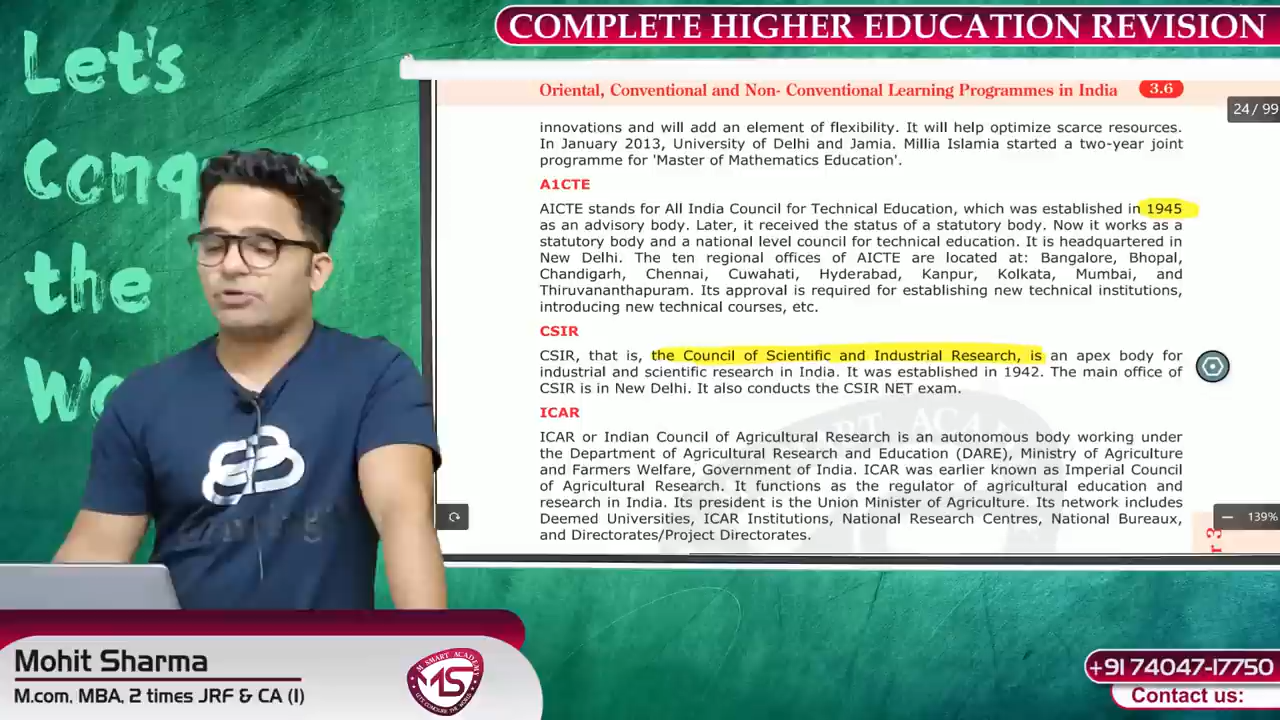 COMPLETE HIGHER EDUCATION REVISION
Let's
the
Oriental, Conventional and Non- Conventional Learning Programmes in India 3.6
24 / 99
innovations and will add an element of flexibility. It will help optimize scarce resources.
In January 2013, University of Delhi and Jamia. Millia Islamia started a two-year joint
programme for 'Master of Mathematics Education'.
A1CTE
AICTE stands for All India Council for Technical Education, which was established in 1945
as an advisory body. Later, it received the status of a statutory body. Now it works as a
statutory body and a national level council for technical education. It is headquartered in
New Delhi. The ten regional offices of AICTE are located at: Bangalore, Bhopal,
Chandigarh, Chennai, Cuwahati, Hyderabad, Kanpur, Kolkata, Mumbai, and
Thiruvananthapuram. Its approval is required for establishing new technical institutions,
introducing new technical courses, etc.
CSIR
CSIR, that is, the Council of Scientific and Industrial Research, is an apex body for
industrial and scientific research in India. It was established in 1942. The main office of
CSIR is in New Delhi. It also conducts the CSIR NET exam.
ICAR
ICAR or Indian Council of Agricultural Research is an autonomous body working under
the Department of Agricultural Research and Education (DARE), Ministry of Agriculture
and Farmers Welfare, Government of India. ICAR was earlier known as Imperial Council
of Agricultural Research. It functions as the regulator of agricultural education and
research in India. Its president is the Union Minister of Agriculture. Its network includes
Deemed Universities, ICAR Institutions, National Research Centres, National Bureaux,
and Directorates/Project Directorates.
139%
Mohit Sharma
M.com, MBA, 2 times JRF & CA (I)
M SMART ACADEMY
MS
+91 74047-17750
Contact us: